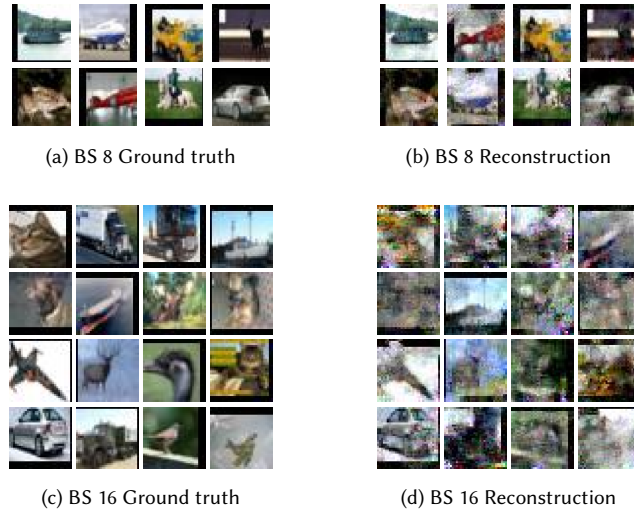 (a) BS 8 Ground truth
(b) BS 8 Reconstruction
(c) BS 16 Ground truth
(d) BS 16 Reconstruction